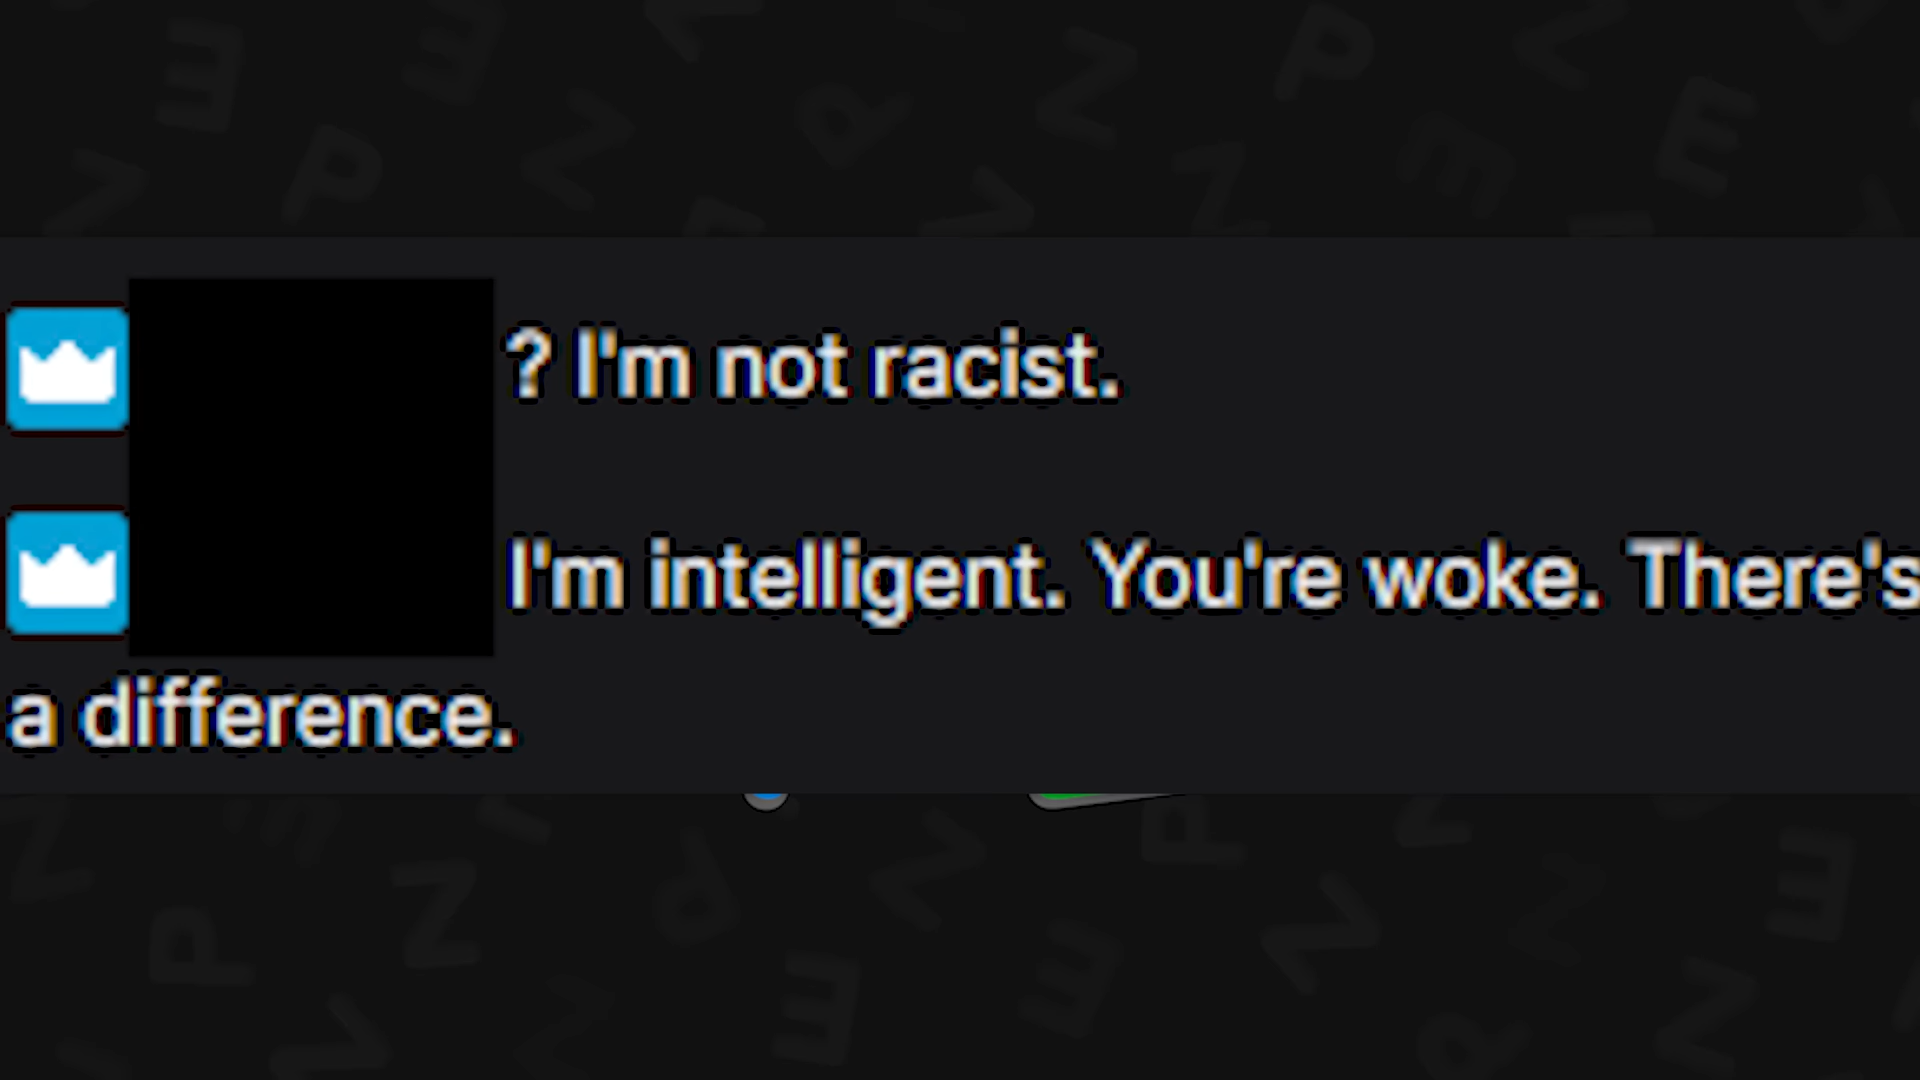 ? I'm not racist.
I'm intelligent. You're woke. There's
a difference.